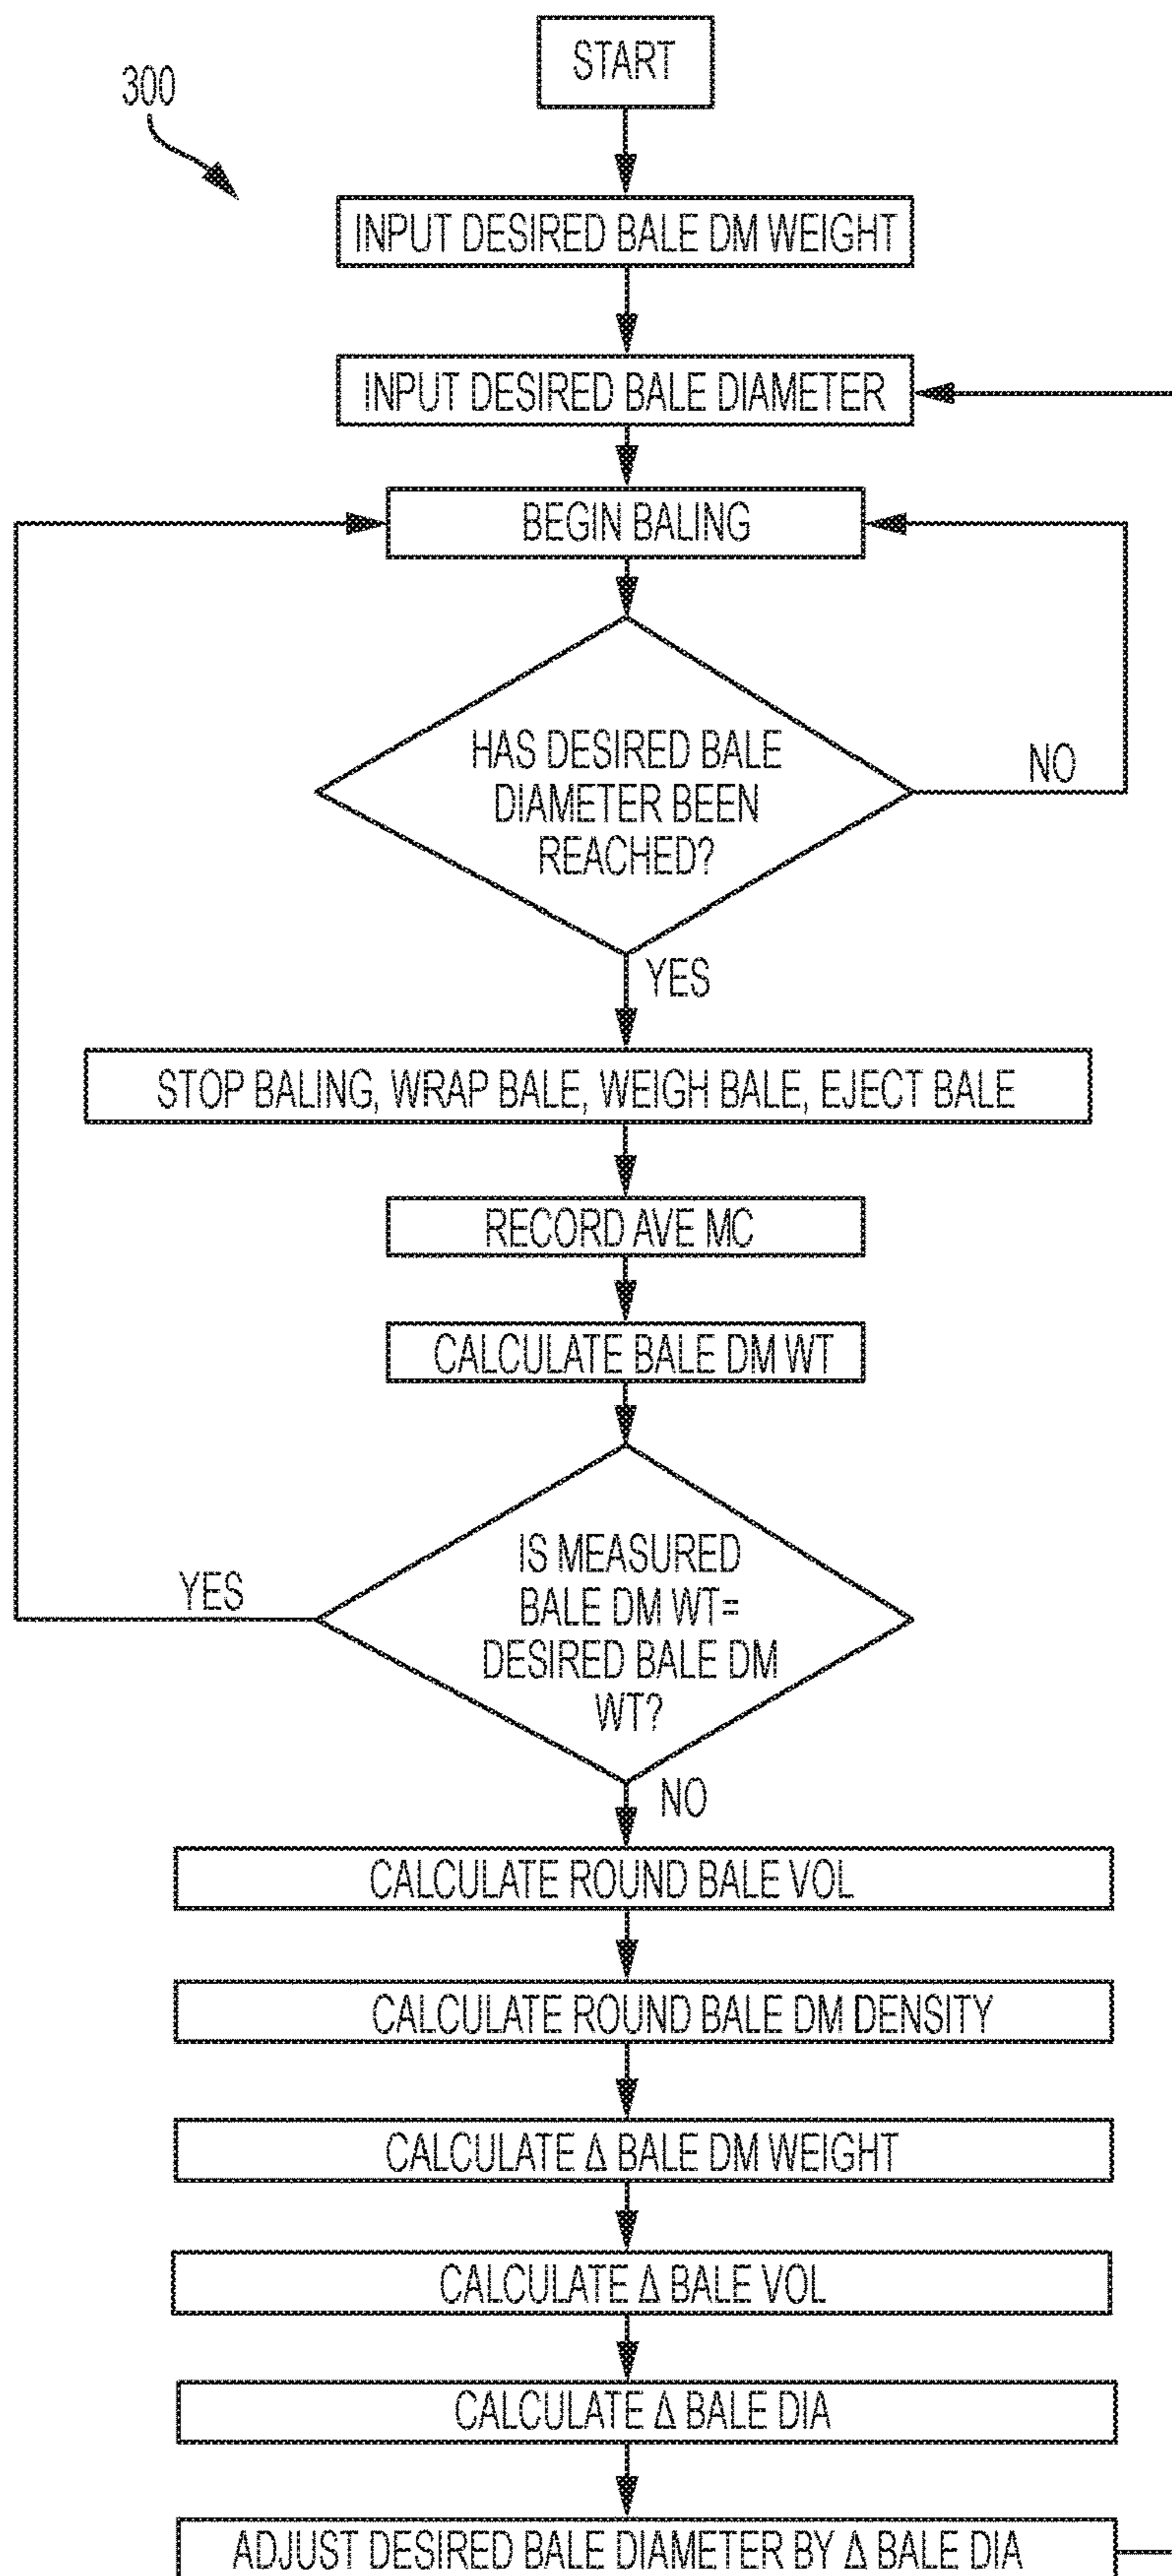 START
300
INPUT DESIRED BALE DM WEIGHT
INPUT DESIRED BALE DIAMETER
BEGIN BALING
HAS DESIRED BALE
DIAMETER BEEN
REACHED?
NO
YES
STOP BALING, WRAP BALE, WEIGH BALE, EJECT BALE
RECORD AVE MC
CALCULATE BALE DM WT
IS MEASURED
BALE DM WT=
DESIRED BALE DM
WT?
YES
NO
CALCULATE ROUND BALE VOL
CALCULATE ROUND BALE DM DENSITY
CALCULATE Δ BALE DM WEIGHT
CALCULATE Δ BALE VOL
CALCULATE Δ BALE DIA
ADJUST DESIRED BALE DIAMETER BY Δ BALE DIA